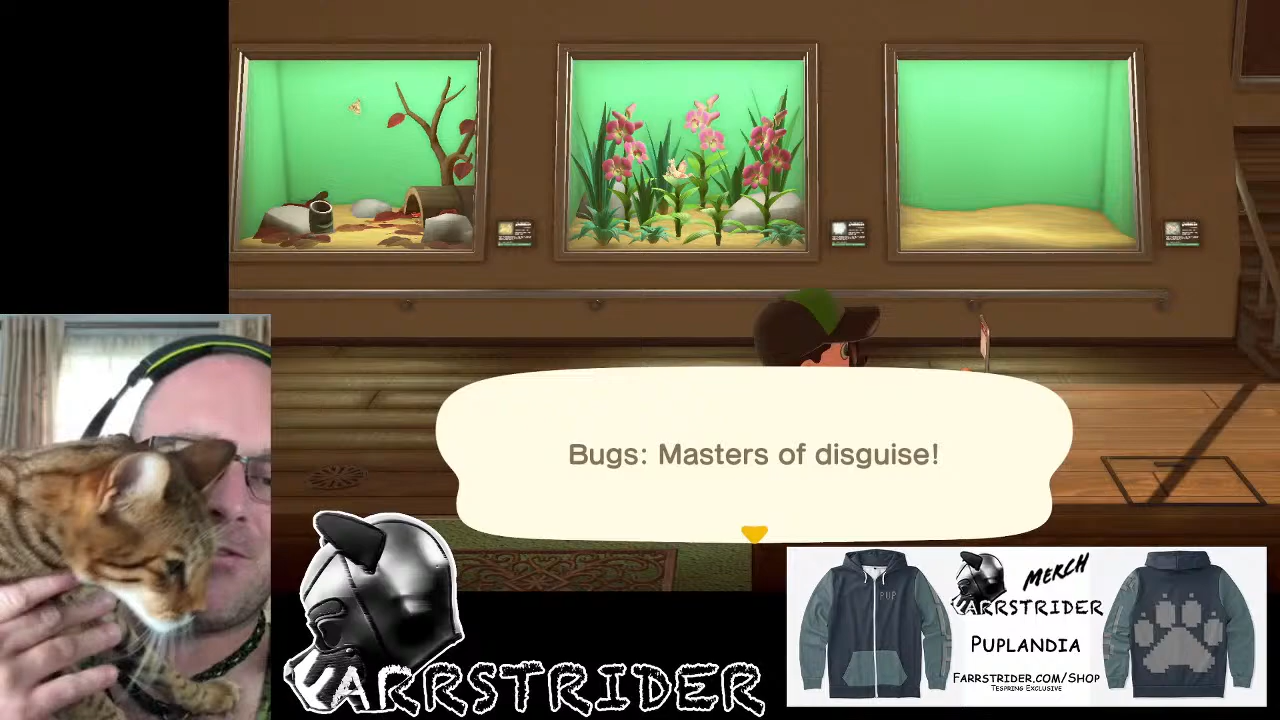 Bugs: Masters of disguise!
FARRSTRIDER
MERCH
FARRSTRIDER
PUPLANDIA
FARRSTRIDER.COM/SHOP
TESPRING EXCLUSIVE
PUP